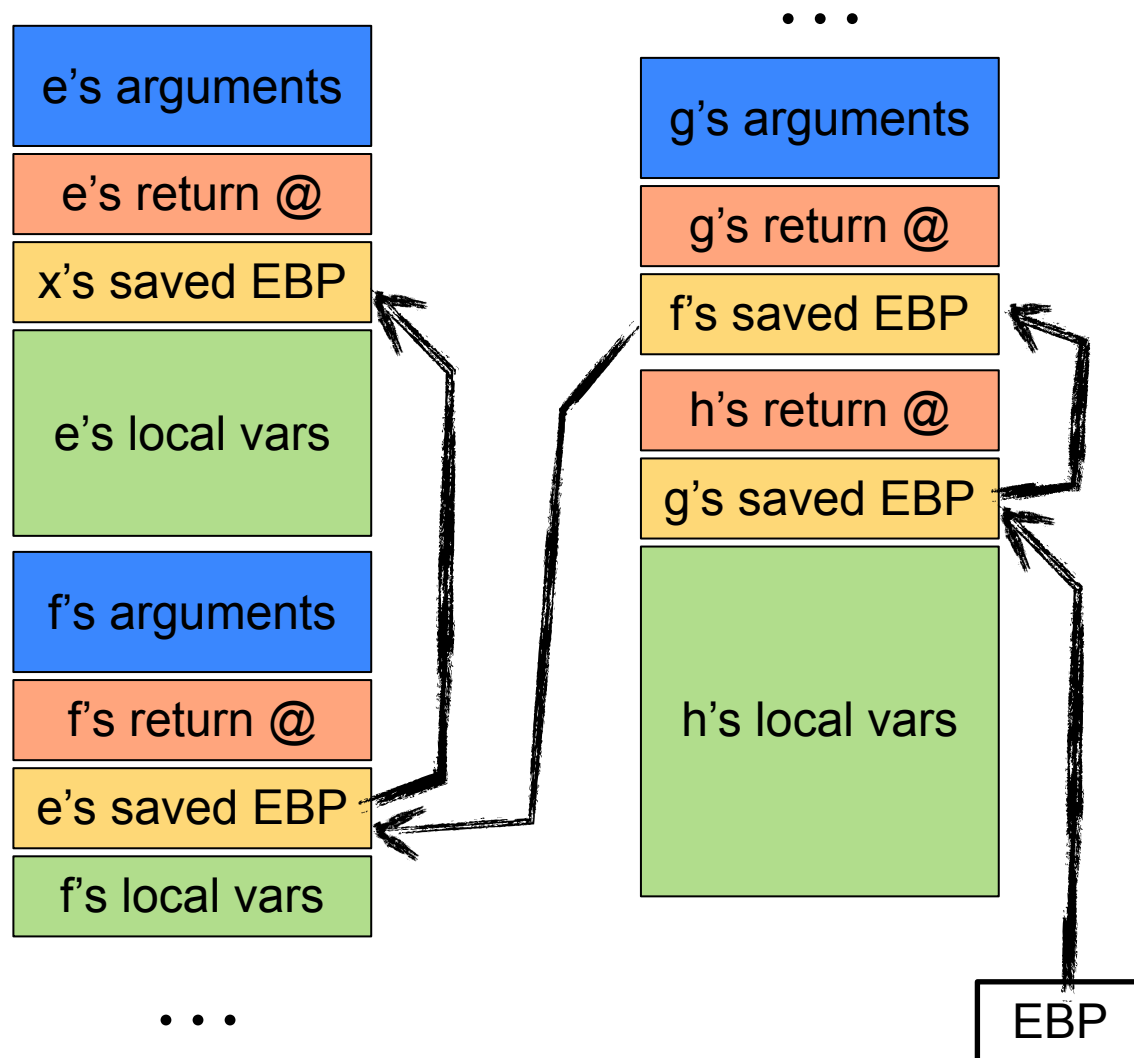 e’s arguments
e’s return @
x’s saved EBP
e’s local vars
f’s arguments
f’s return @
e’s saved EBP
f’s local vars
. . .
. . .
g’s arguments
g’s return @
f’s saved EBP
h’s return @
g’s saved EBP
h’s local vars
EBP